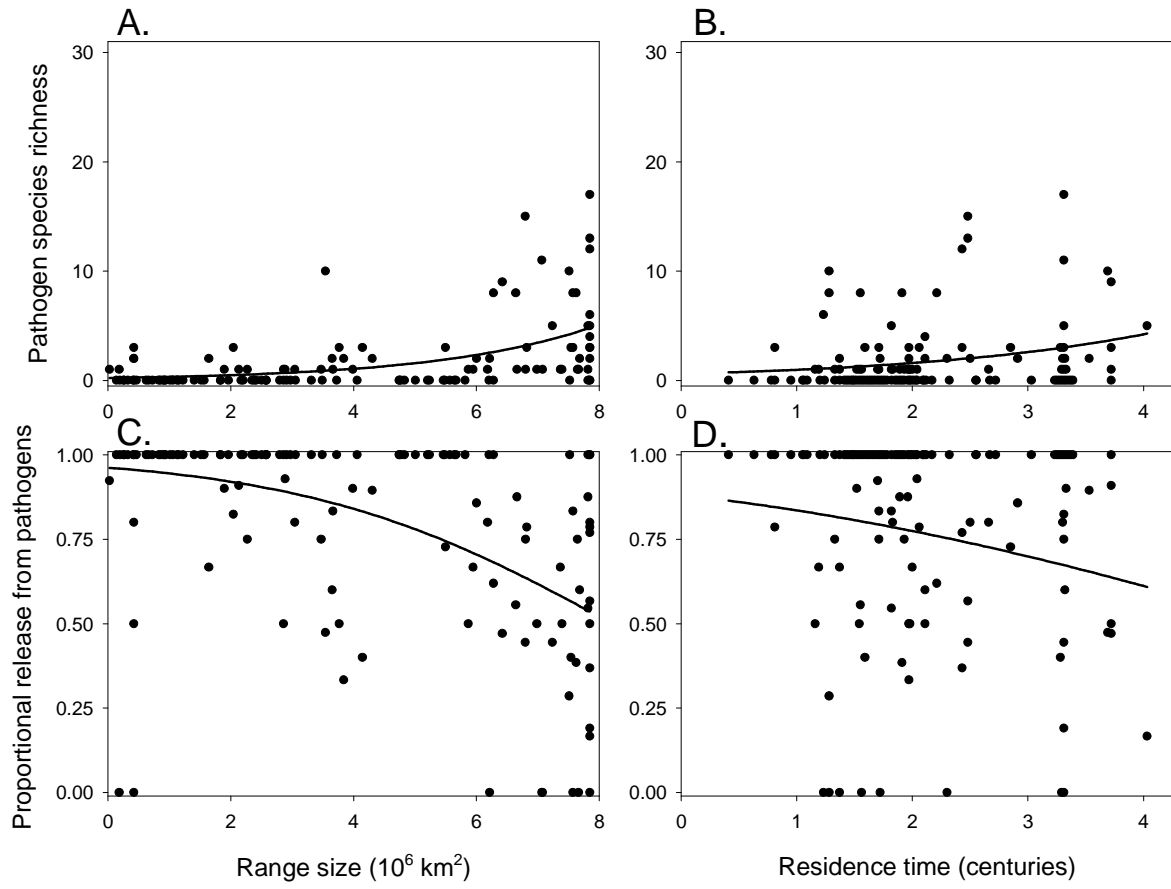 A.
B.
Pathogen species richness
30
20
10
0
30
20
10
0
0 2 4 6 8
0 1 2 3 4
C.
D.
Proportional release from pathogens
1.00
0.75
0.50
0.25
0.00
1.00
0.75
0.50
0.25
0.00
0 2 4 6 8
0 1 2 3 4
Range size (10⁶ km²)
Residence time (centuries)